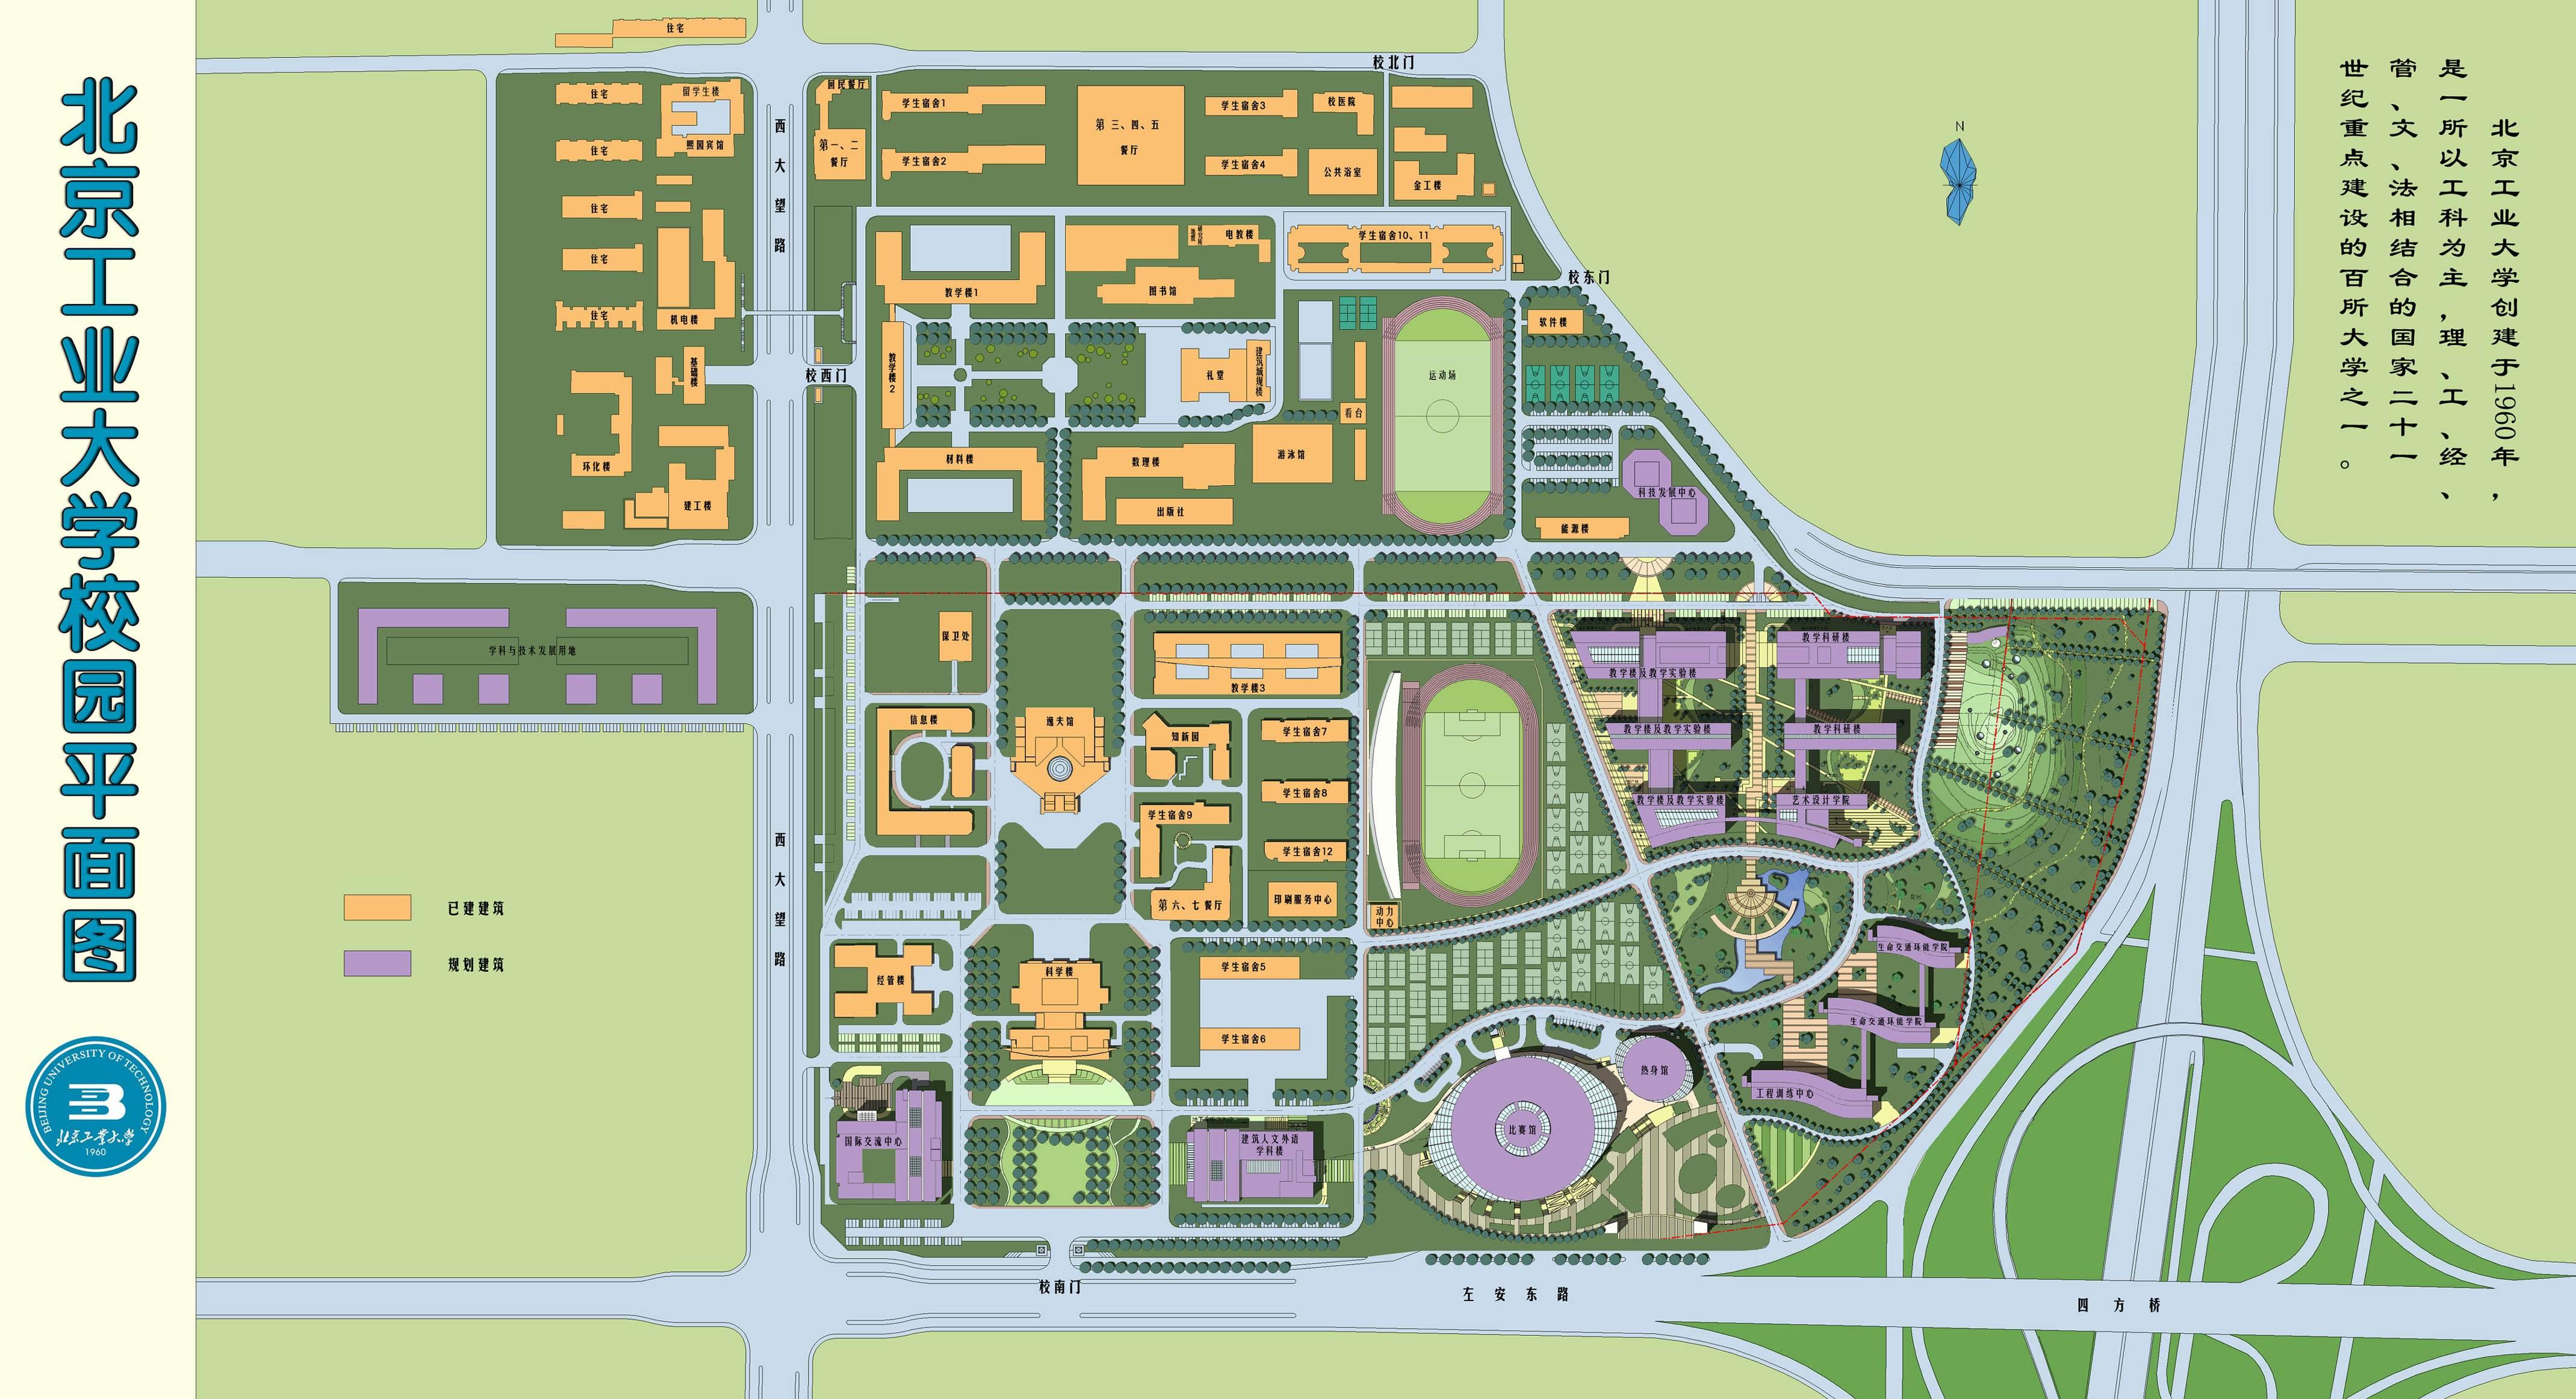 北京工业大学校园平面图
BEIJING UNIVERSITY OF TECHNOLOGY
北京工业大学
1960
北京工业大学创建于1960年，
是一所以工科为主，理、工、经、
管、文、法相结合的国家二十一
世纪重点建设的百所大学之一。
N
已建建筑
规划建筑
住宅
住宅
留学生楼
熙园宾馆
住宅
住宅
住宅
住宅
机电楼
基础楼
环化楼
建工楼
西大望路
校北门
回民餐厅
第一、二
餐厅
学生宿舍1
学生宿舍2
第三、四、五
餐厅
学生宿舍3
学生宿舍4
校医院
公共浴室
金工楼
教学楼1
电教楼
图书馆
学生宿舍10、11
校东门
软件楼
校西门
教学楼2
礼堂
建筑城规楼
运动场
看台
材料楼
数理楼
游泳馆
出版社
科技发展中心
能源楼
学科与技术发展用地
保卫处
教学楼3
信息楼
逸夫馆
知新园
学生宿舍7
学生宿舍8
学生宿舍9
学生宿舍12
第六、七餐厅
印刷服务中心
动力
中心
教学楼及教学实验楼
教学科研楼
教学楼及教学实验楼
教学科研楼
教学楼及教学实验楼
艺术设计学院
西大望路
经管楼
科学楼
学生宿舍5
学生宿舍6
生命交通环能学院
生命交通环能学院
工程训练中心
热身馆
比赛馆
国际交流中心
建筑人文外语
学科楼
校南门
左安东路
四方桥